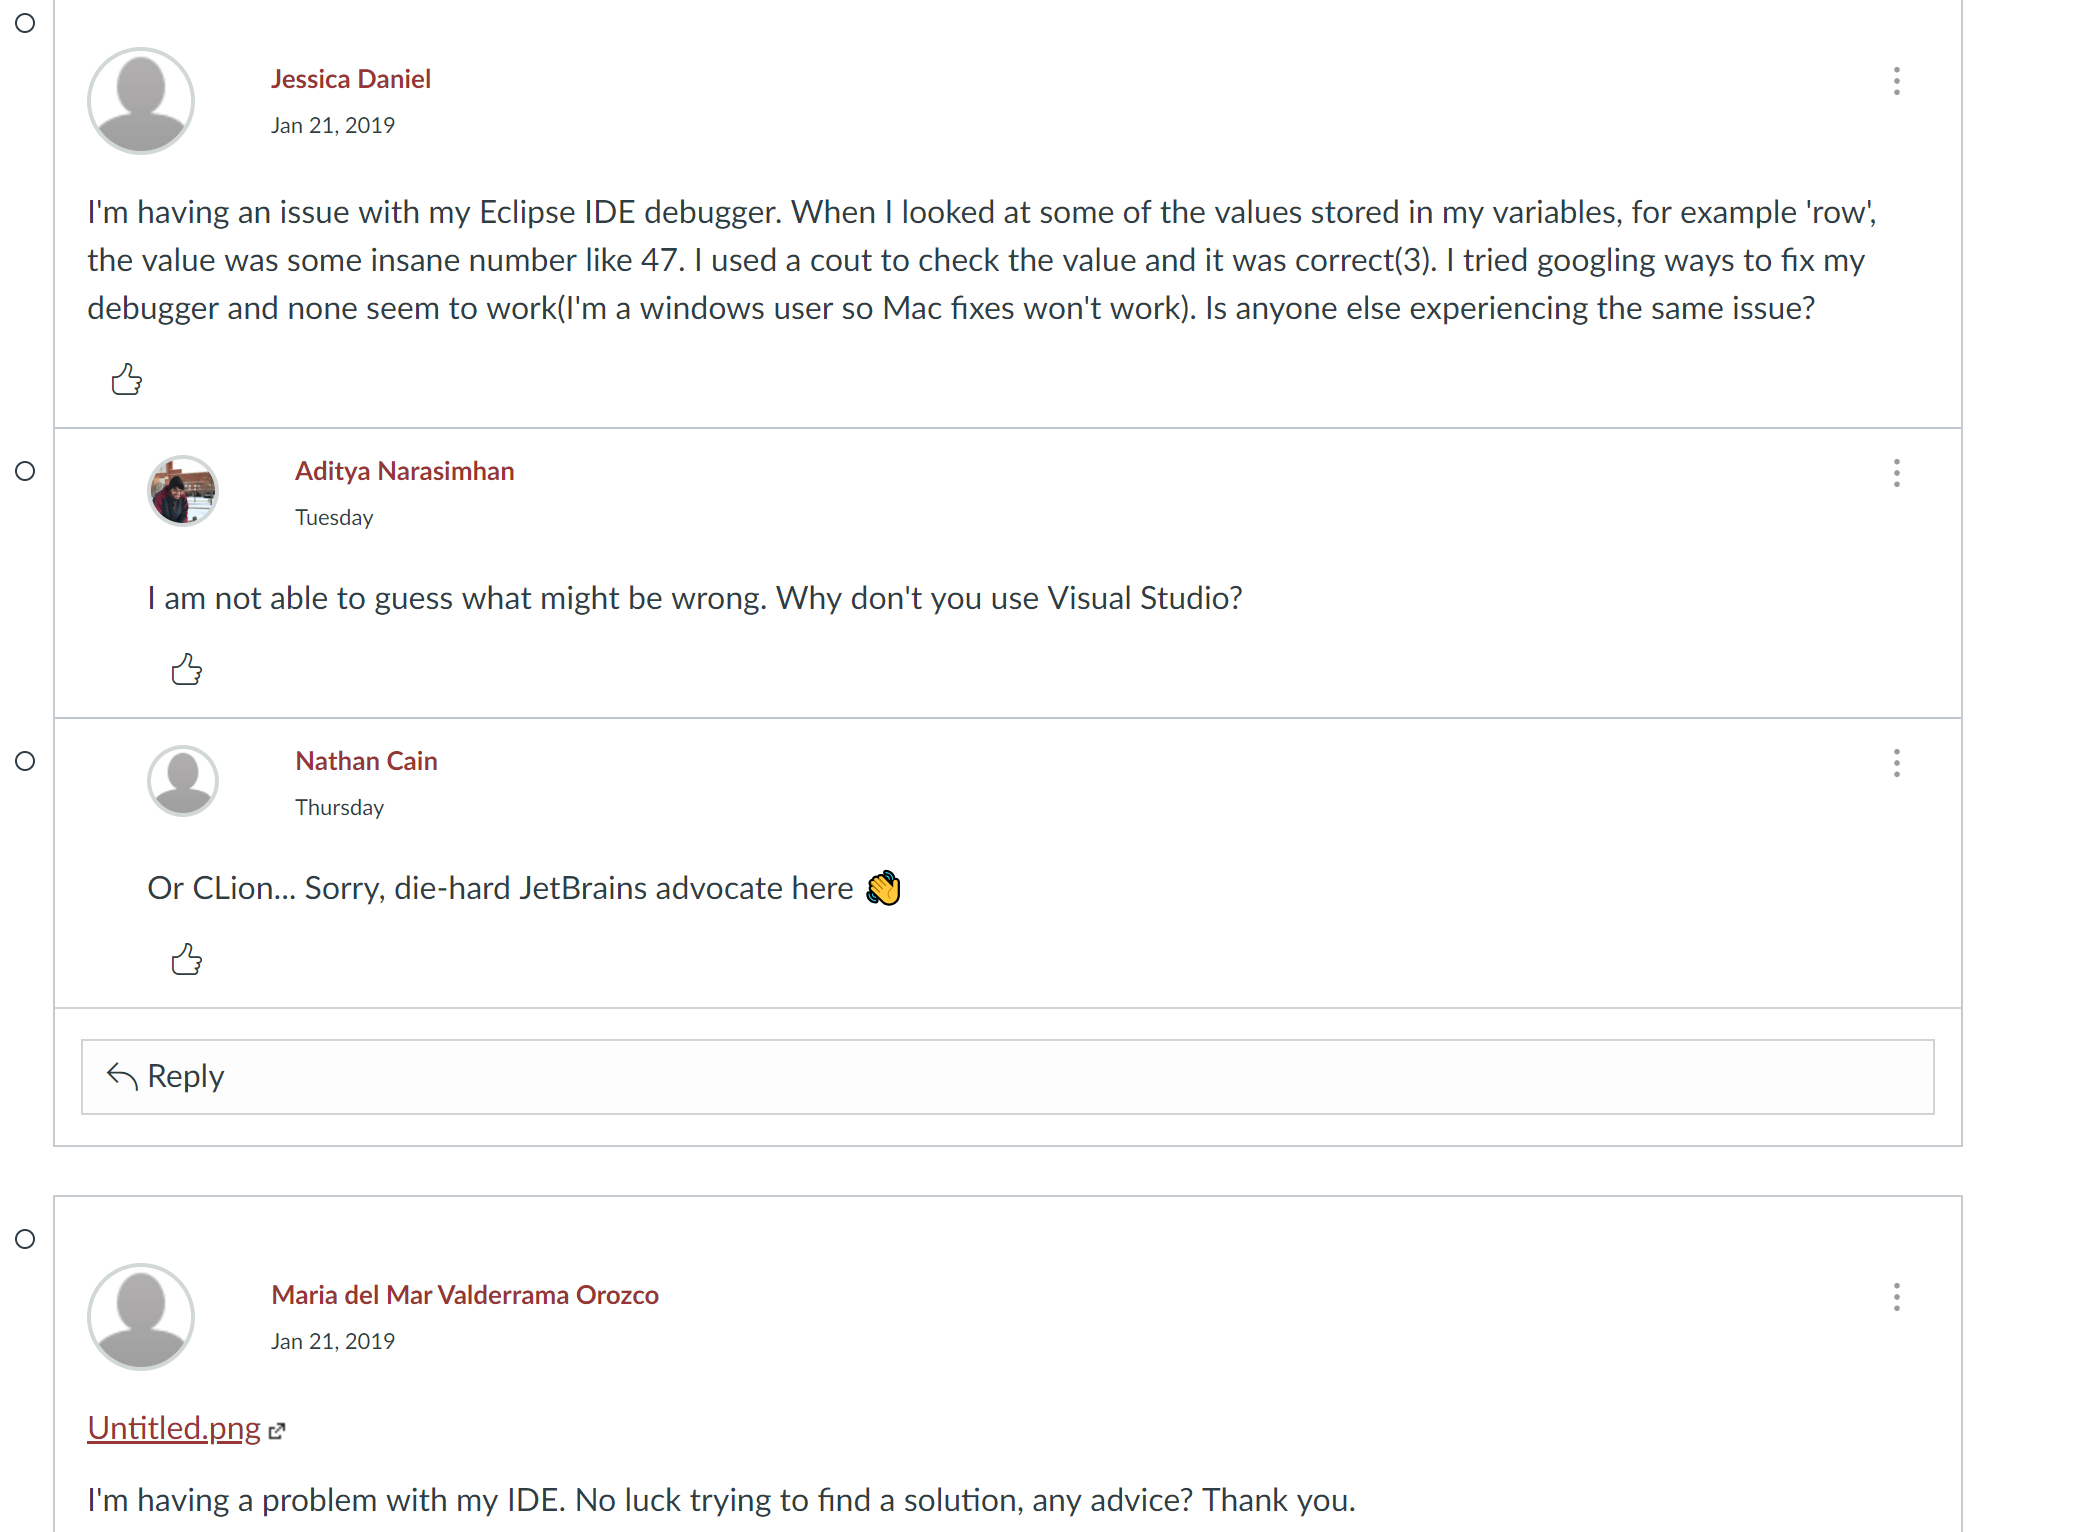 Jessica Daniel
Jan 21, 2019
I'm having an issue with my Eclipse IDE debugger. When I looked at some of the values stored in my variables, for example 'row',
the value was some insane number like 47. I used a cout to check the value and it was correct(3). I tried googling ways to fix my
debugger and none seem to work(I'm a windows user so Mac fixes won't work). Is anyone else experiencing the same issue?
Aditya Narasimhan
Tuesday
I am not able to guess what might be wrong. Why don't you use Visual Studio?
Nathan Cain
Thursday
Or CLion... Sorry, die-hard JetBrains advocate here 👋
Reply
Maria del Mar Valderrama Orozco
Jan 21, 2019
Untitled.png
I'm having a problem with my IDE. No luck trying to find a solution, any advice? Thank you.